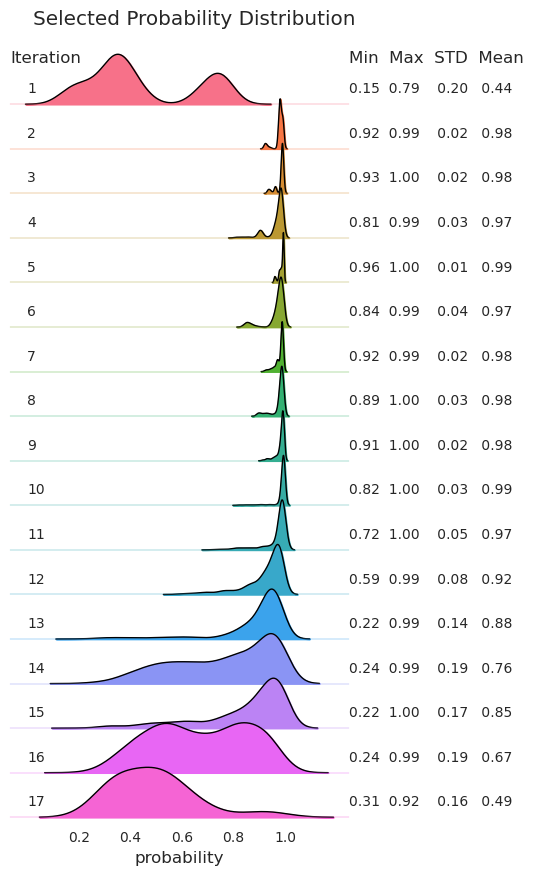 Selected Probability Distribution
Iteration Min Max STD Mean
1 0.15 0.79 0.20 0.44
2 0.92 0.99 0.02 0.98
3 0.93 1.00 0.02 0.98
4 0.81 0.99 0.03 0.97
5 0.96 1.00 0.01 0.99
6 0.84 0.99 0.04 0.97
7 0.92 0.99 0.02 0.98
8 0.89 1.00 0.03 0.98
9 0.91 1.00 0.02 0.98
10 0.82 1.00 0.03 0.99
11 0.72 1.00 0.05 0.97
12 0.59 0.99 0.08 0.92
13 0.22 0.99 0.14 0.88
14 0.24 0.99 0.19 0.76
15 0.22 1.00 0.17 0.85
16 0.24 0.99 0.19 0.67
17 0.31 0.92 0.16 0.49
0.2 0.4 0.6 0.8 1.0
probability